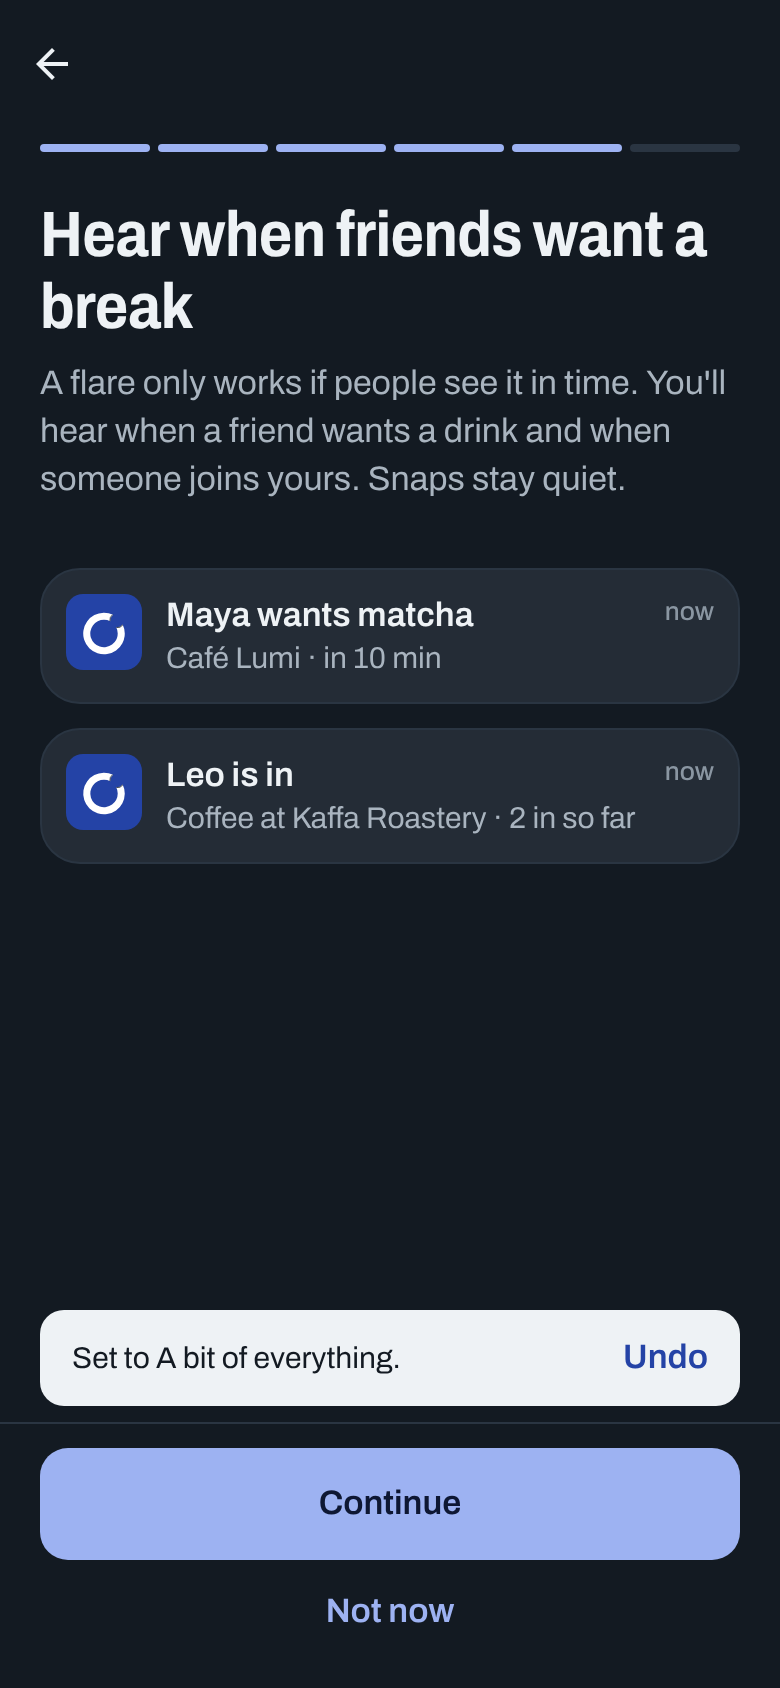 Hear when friends want a
break
A flare only works if people see it in time. You'll
hear when a friend wants a drink and when
someone joins yours. Snaps stay quiet.
Maya wants matcha
now
Café Lumi · in 10 min
Leo is in
now
Coffee at Kaffa Roastery · 2 in so far
Set to A bit of everything.
Undo
Continue
Not now